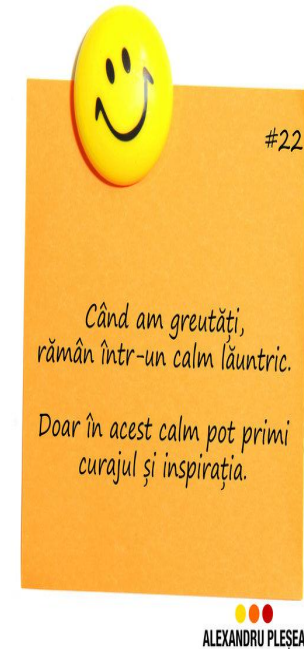 #22
Când am greutăți,
rămân într-un calm lăuntric.
Doar în acest calm pot primi
curajul și inspirația.
ALEXANDRU PLEȘEA